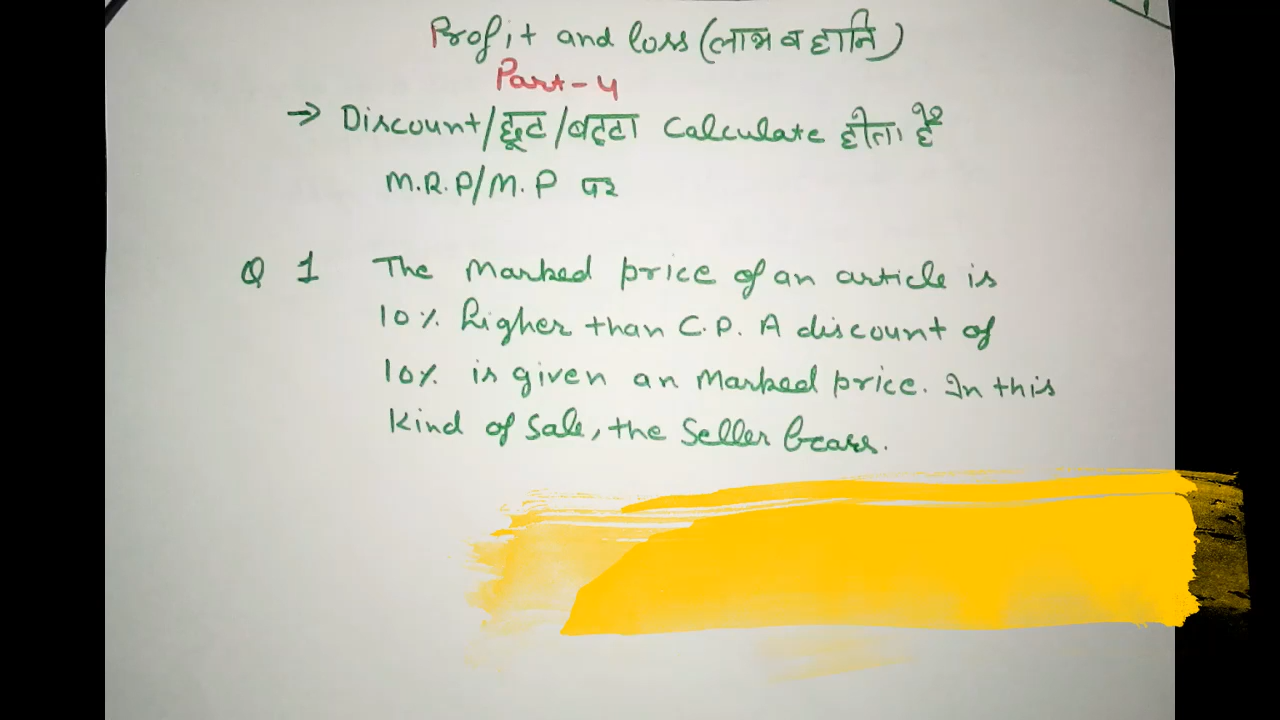 Profit and loss (लाभ व हानि)
Part-4
→ Discount/छूट/बट्टा Calculate होता है
M.R.P/M.P पर
Q 1 The Marked price of an article is
10% higher than C.P. A discount of
10% is given an Marked price. In this
Kind of Sale, the Seller bears.